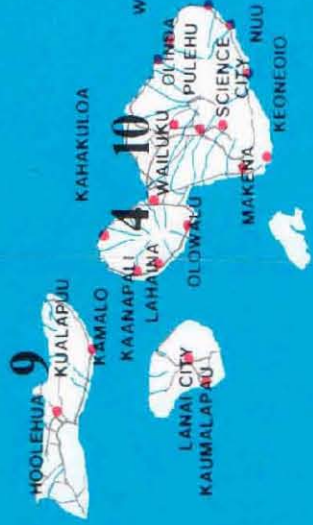 9
HOOLEHUA
KUALAPUU
KAMALO
KAHAKULOA
KAANAPALI
4
LAHAINA
10
WAILUKU
OLOWALU
LANAI CITY
KAUMALAPAU
W
OLINDA
PULEHU
SCIENCE
CITY
MAKENA
NUU
KEONEOIO